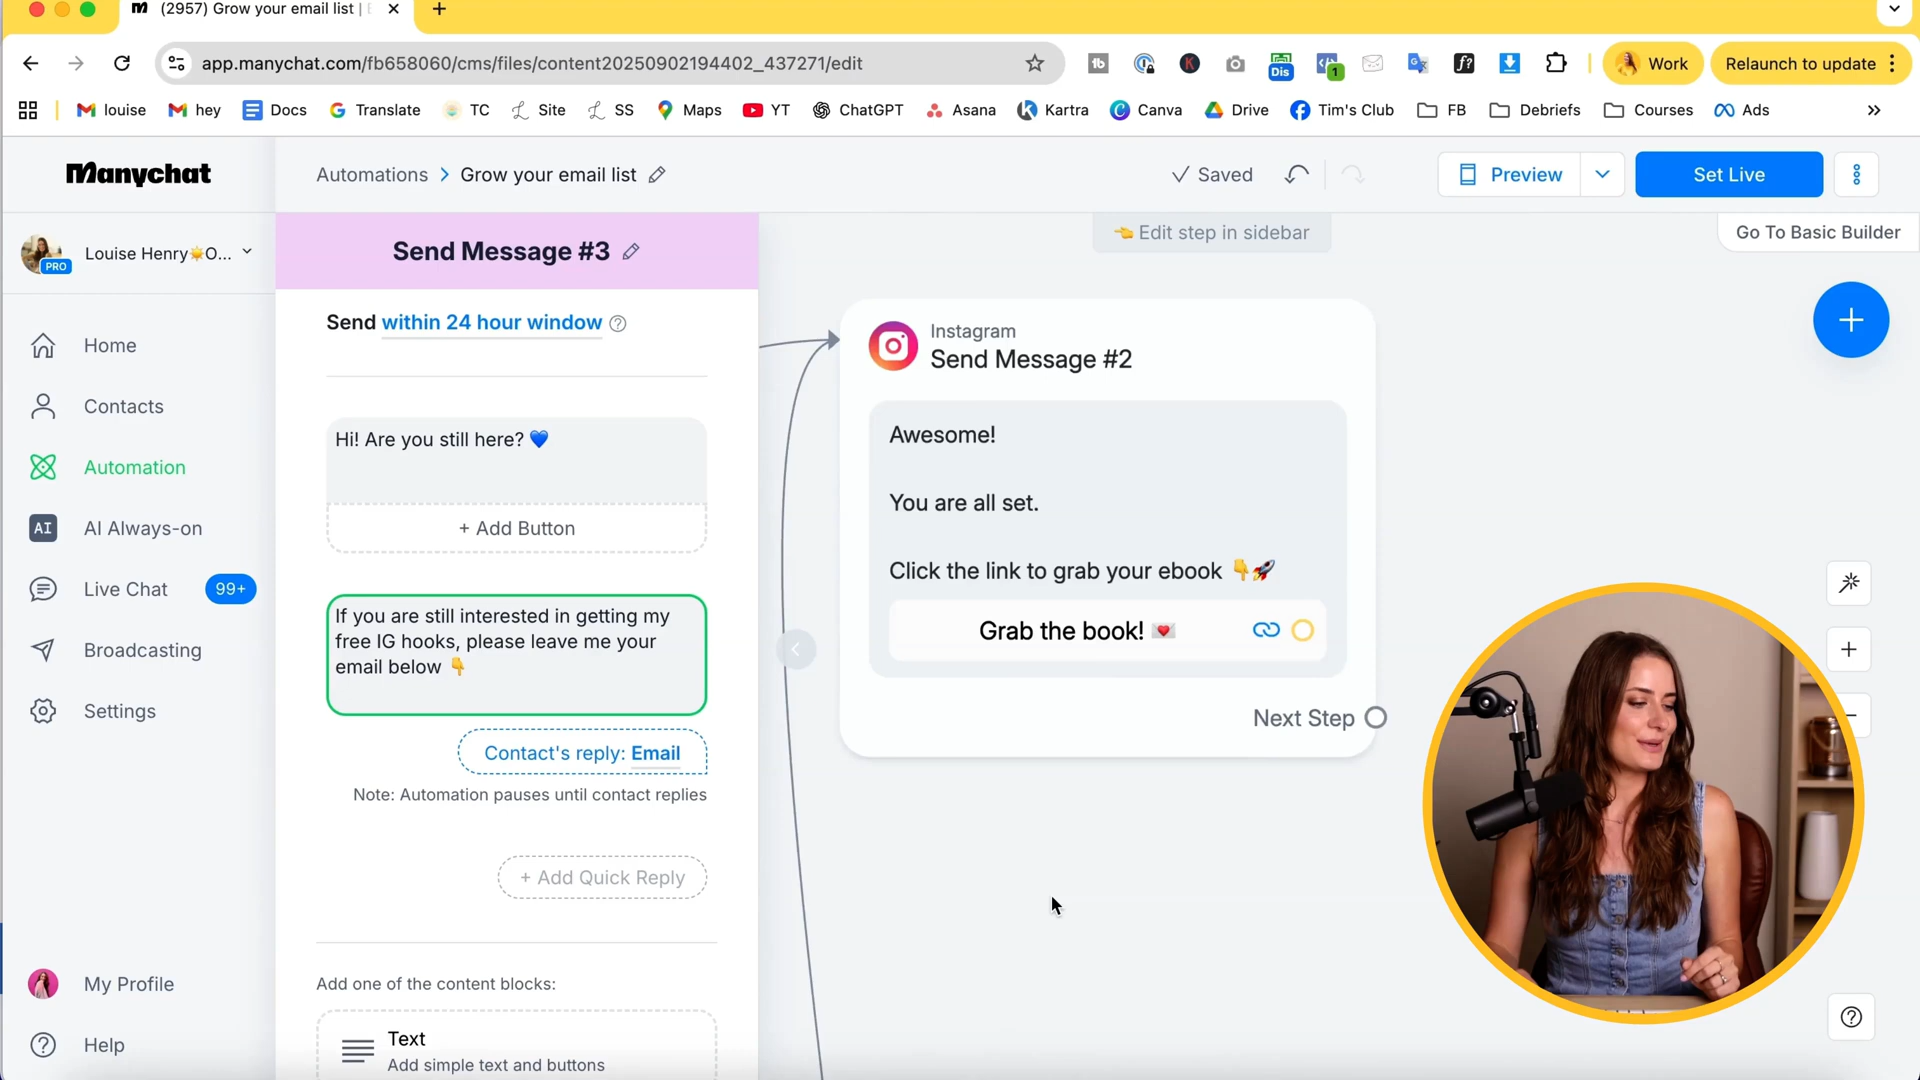 (2957) Grow your email list |
app.manychat.com/fb658060/cms/files/content20250902194402_437271/edit
Dis
1
Work
Relaunch to update
louise
hey
Docs
Translate
TC
Site
SS
Maps
YT
ChatGPT
Asana
Kartra
Canva
Drive
Tim's Club
FB
Debriefs
Courses
Ads
Manychat
Automations
Grow your email list
Saved
Preview
Set Live
Louise Henry☀️O...
PRO
Home
Contacts
Automation
AI Always-on
Live Chat
99+
Broadcasting
Settings
My Profile
Help
Send Message #3
Send within 24 hour window
Hi! Are you still here? 💙
+ Add Button
If you are still interested in getting my
free IG hooks, please leave me your
email below 👇
Contact's reply: Email
Note: Automation pauses until contact replies
+ Add Quick Reply
Add one of the content blocks:
Text
Add simple text and buttons
👈 Edit step in sidebar
Go To Basic Builder
Instagram
Send Message #2
Awesome!
You are all set.
Click the link to grab your ebook 👇🚀
Grab the book! 💌
Next Step